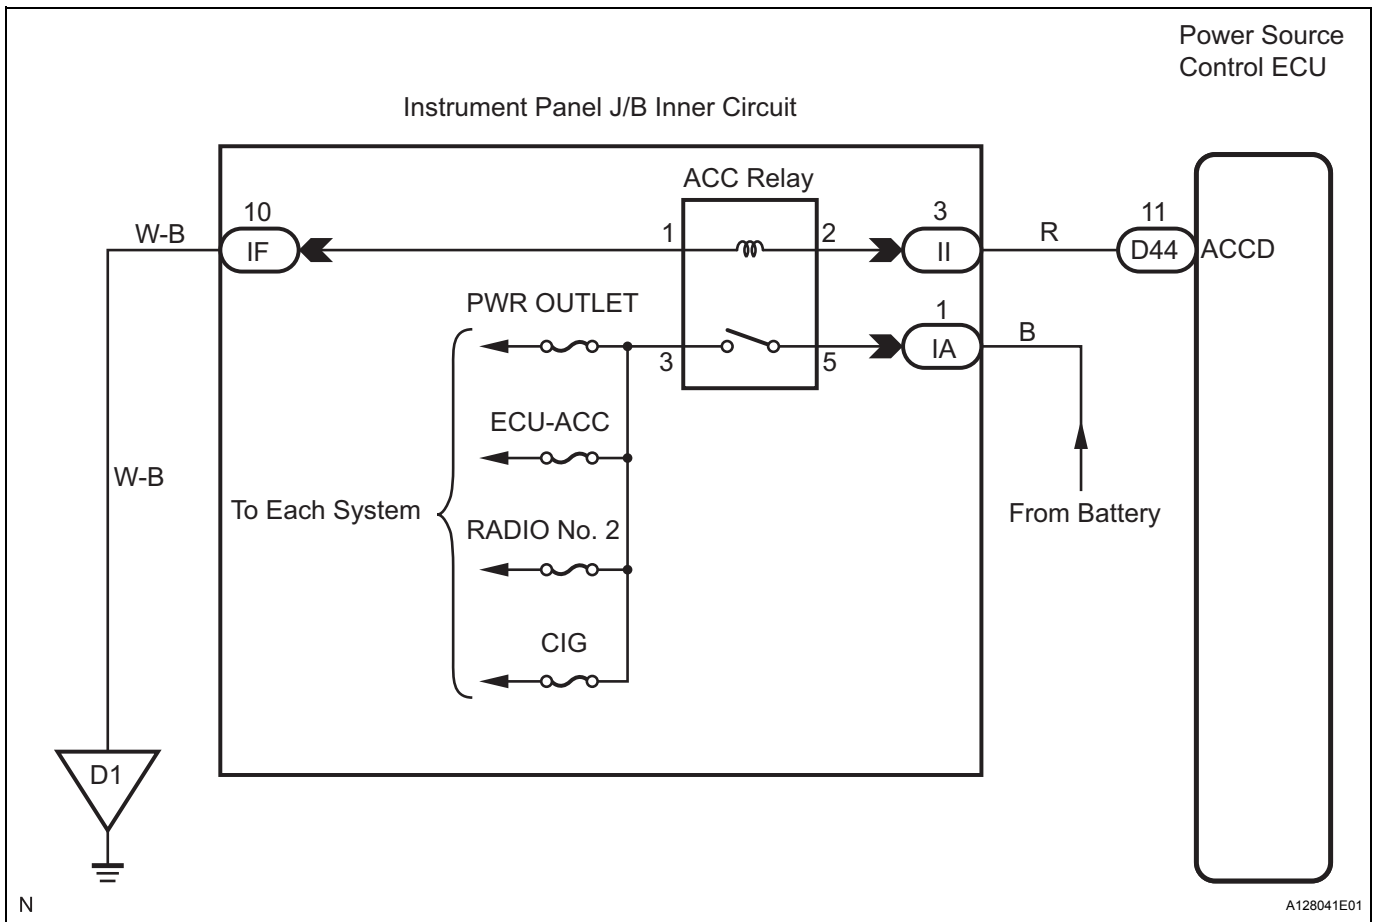 Power Source
Control ECU
Instrument Panel J/B Inner Circuit
ACC Relay
10
3
11
W-B
IF
1
2
II
R
D44
ACCD
PWR OUTLET
1
3
5
IA
B
ECU-ACC
W-B
To Each System
From Battery
RADIO No. 2
CIG
D1
N
A128041E01